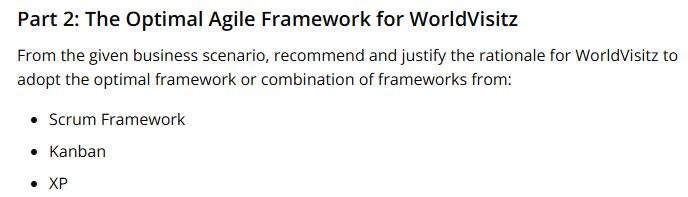 Part 2: The Optimal Agile Framework for WorldVisitz
From the given business scenario, recommend and justify the rationale for WorldVisitz to
adopt the optimal framework or combination of frameworks from:
• Scrum Framework
• Kanban
• XP